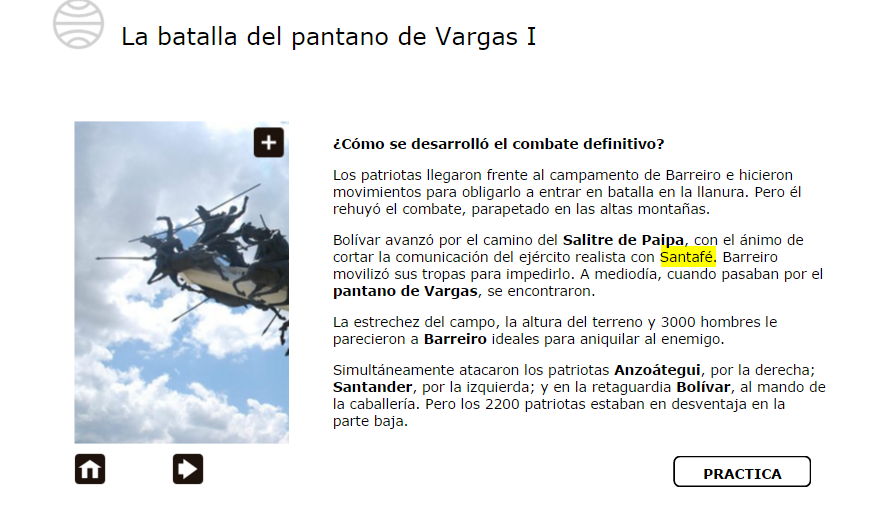 La batalla del pantano de Vargas I
¿Cómo se desarrolló el combate definitivo?
Los patriotas llegaron frente al campamento de Barreiro e hicieron
movimientos para obligarlo a entrar en batalla en la llanura. Pero él
rehuyó el combate, parapetado en las altas montañas.
Bolívar avanzó por el camino del Salitre de Paipa, con el ánimo de
cortar la comunicación del ejército realista con Santafé. Barreiro
movilizó sus tropas para impedirlo. A mediodía, cuando pasaban por el
pantano de Vargas, se encontraron.
La estrechez del campo, la altura del terreno y 3000 hombres le
parecieron a Barreiro ideales para aniquilar al enemigo.
Simultáneamente atacaron los patriotas Anzoátegui, por la derecha;
Santander, por la izquierda; y en la retaguardia Bolívar, al mando de
la caballería. Pero los 2200 patriotas estaban en desventaja en la
parte baja.
PRACTICA